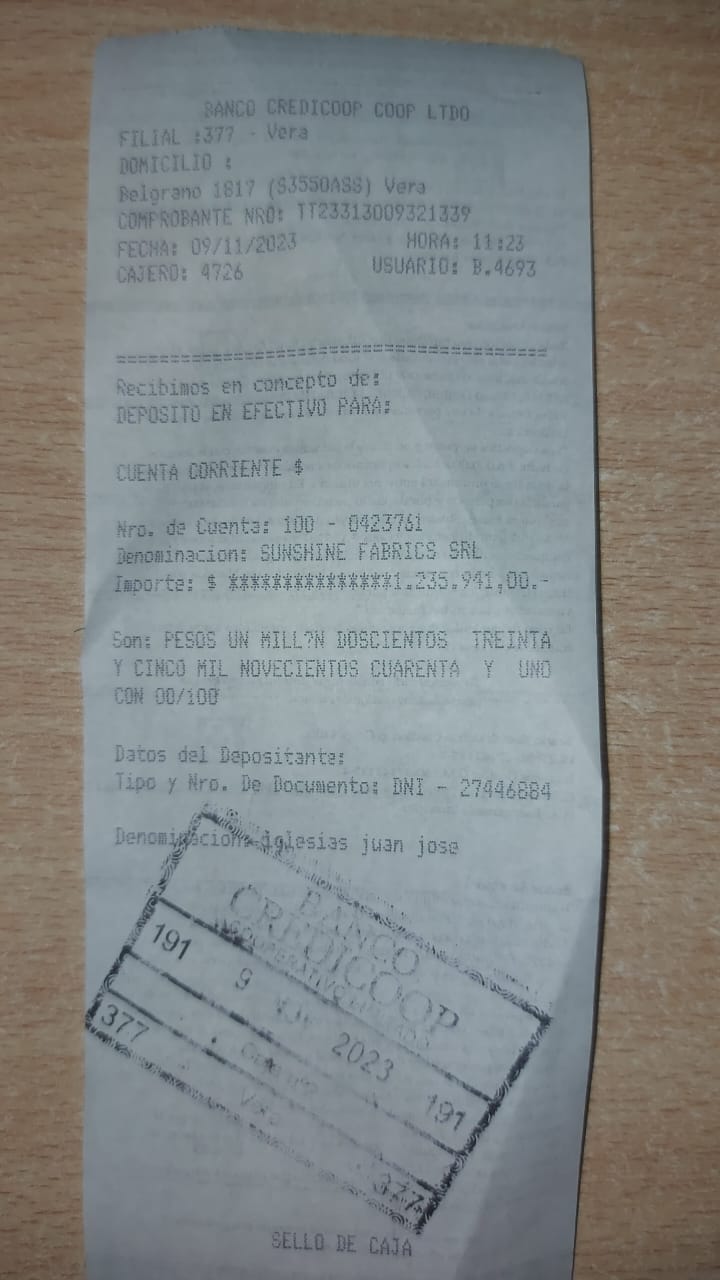 BANCO CREDICOOP COOP LTDO
FILIAL :377 - Vera
DOMICILIO :
Belgrano 1817 (S3550ASS) Vera
COMPROBANTE NRO: TT23313009321339
FECHA: 09/11/2023 HORA: 11:23
CAJERO: 4726 USUARIO: B.4693
========================================
Recibimos en concepto de:
DEPOSITO EN EFECTIVO PARA:
CUENTA CORRIENTE $
Nro. de Cuenta: 100 - 0423761
Denominacion: SUNSHINE FABRICS SRL
Importe: $ ***************1.235.941,00.-
Son: PESOS UN MILL?N DOSCIENTOS TREINTA
Y CINCO MIL NOVECIENTOS CUARENTA Y UNO
CON 00/100
Datos del Depositante:
Tipo y Nro. De Documento: DNI - 27446884
Denominacion: iglesias juan jose
BANCO
CREDICOOP
COOPERATIVO LIMITADO
191 9 2023 191
377 377
SELLO DE CAJA